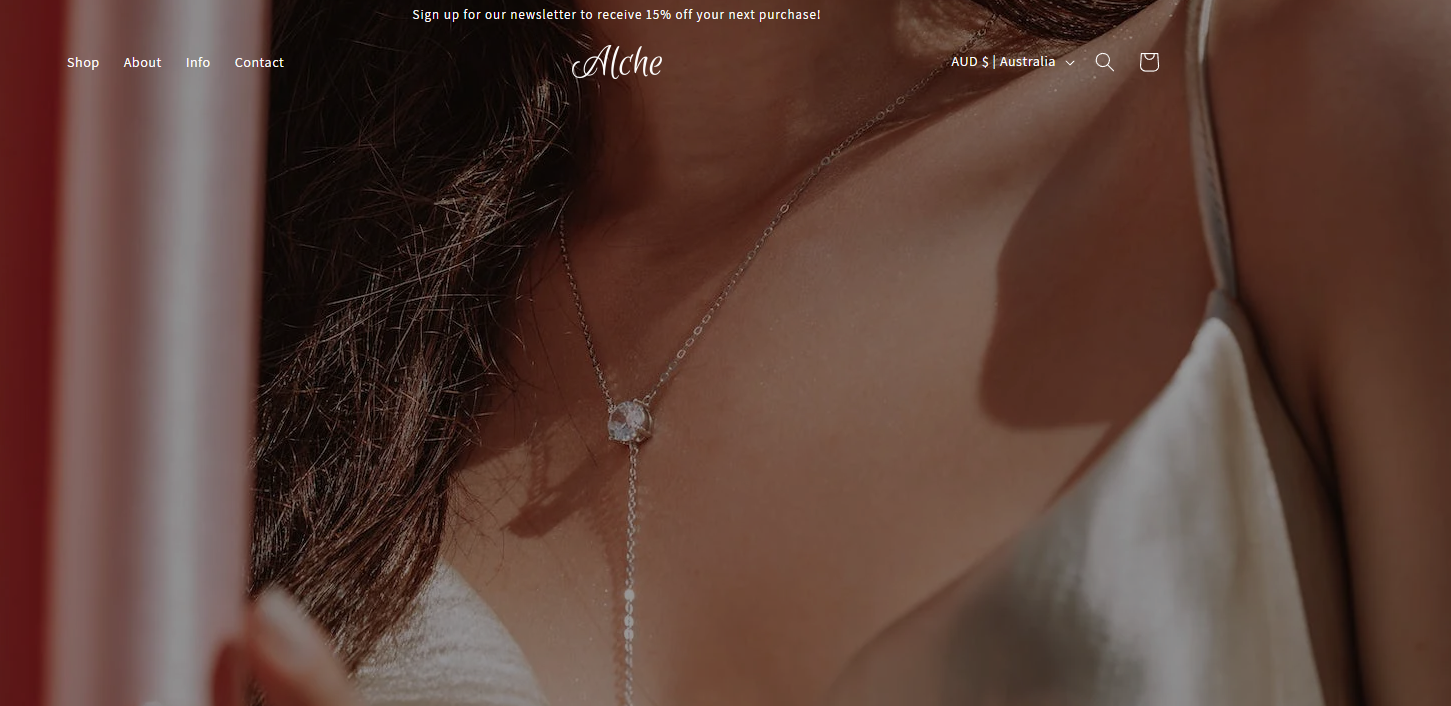 Sign up for our newsletter to receive 15% off your next purchase!
Shop About Info Contact
Alche
AUD $ | Australia